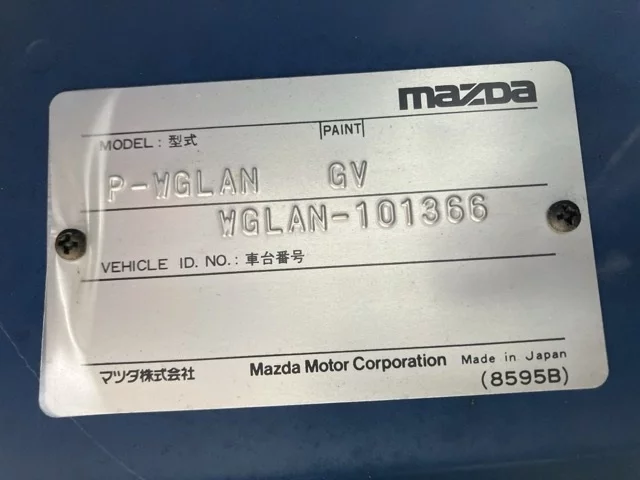 mazda
MODEL : 型式 PAINT
P-WGLAN GV
WGLAN-101366
VEHICLE ID. NO. : 車台番号
マツダ株式会社 Mazda Motor Corporation Made in Japan
(8595B)